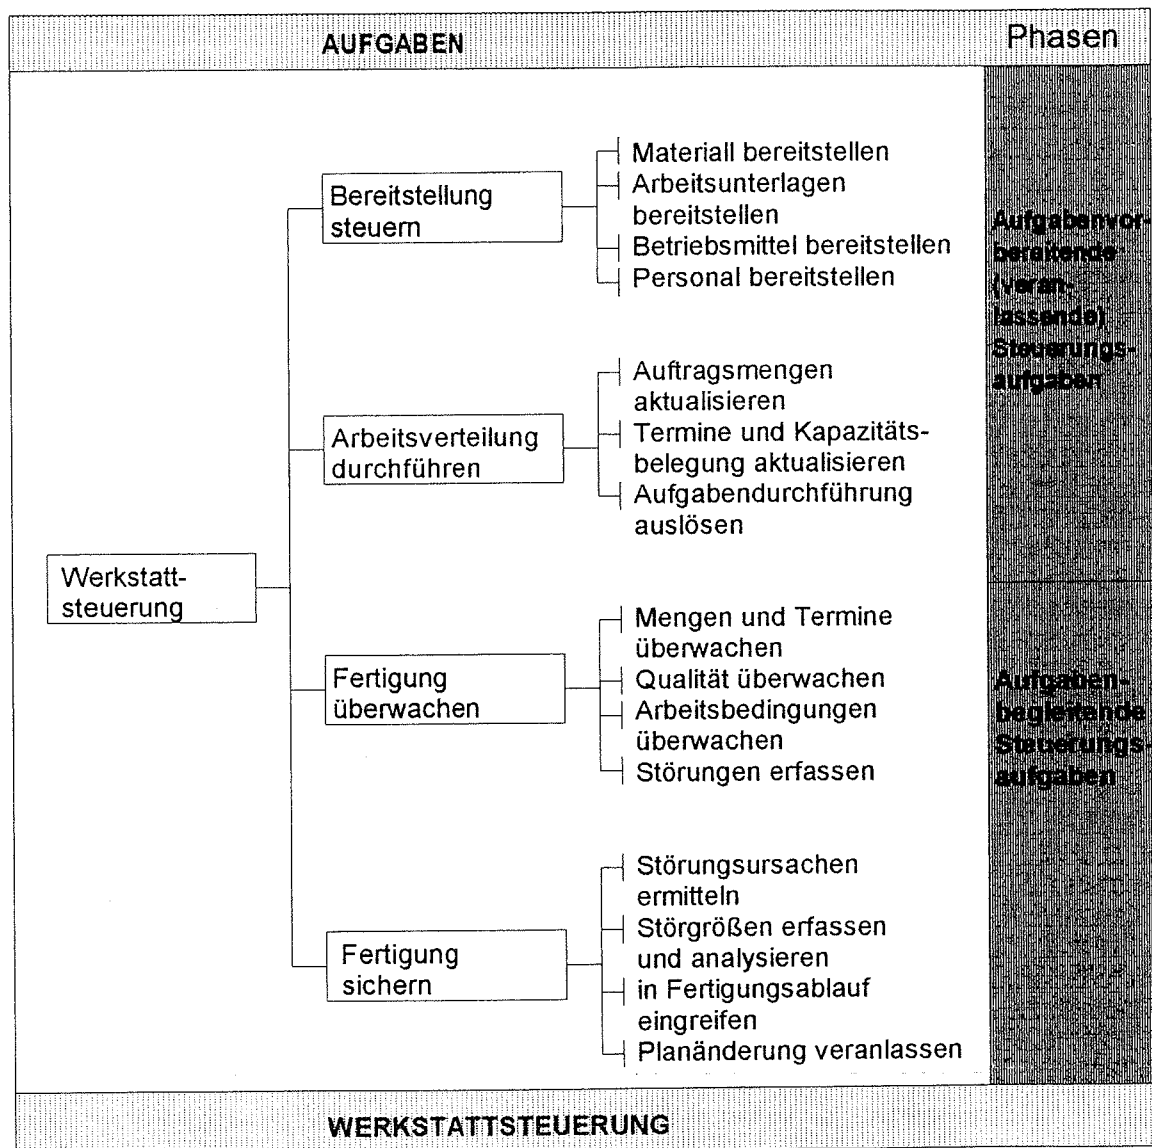 AUFGABEN
Phasen
Werkstatt-
steuerung
Bereitstellung
steuern
Materiall bereitstellen
Arbeitsunterlagen
bereitstellen
Betriebsmittel bereitstellen
Personal bereitstellen
Arbeitsverteilung
durchführen
Auftragsmengen
aktualisieren
Termine und Kapazitäts-
belegung aktualisieren
Aufgabendurchführung
auslösen
Fertigung
überwachen
Mengen und Termine
überwachen
Qualität überwachen
Arbeitsbedingungen
überwachen
Störungen erfassen
Fertigung
sichern
Störungsursachen
ermitteln
Störgrößen erfassen
und analysieren
in Fertigungsablauf
eingreifen
Planänderung veranlassen
Aufgabenvor-
bereitende
(veran-
lassende)
Steuerungs-
aufgaben
Aufgaben-
begleitende
Steuerungs-
aufgaben
WERKSTATTSTEUERUNG